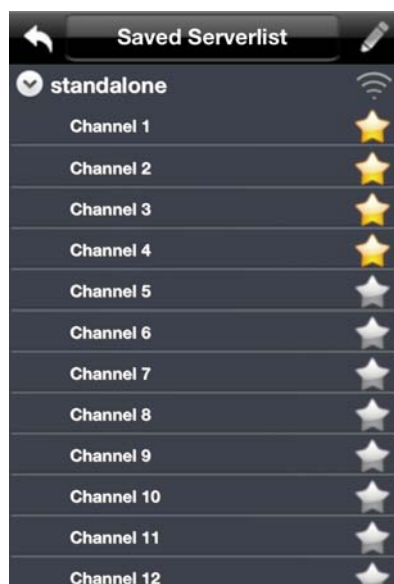 Saved Serverlist
standalone
Channel 1
Channel 2
Channel 3
Channel 4
Channel 5
Channel 6
Channel 7
Channel 8
Channel 9
Channel 10
Channel 11
Channel 12